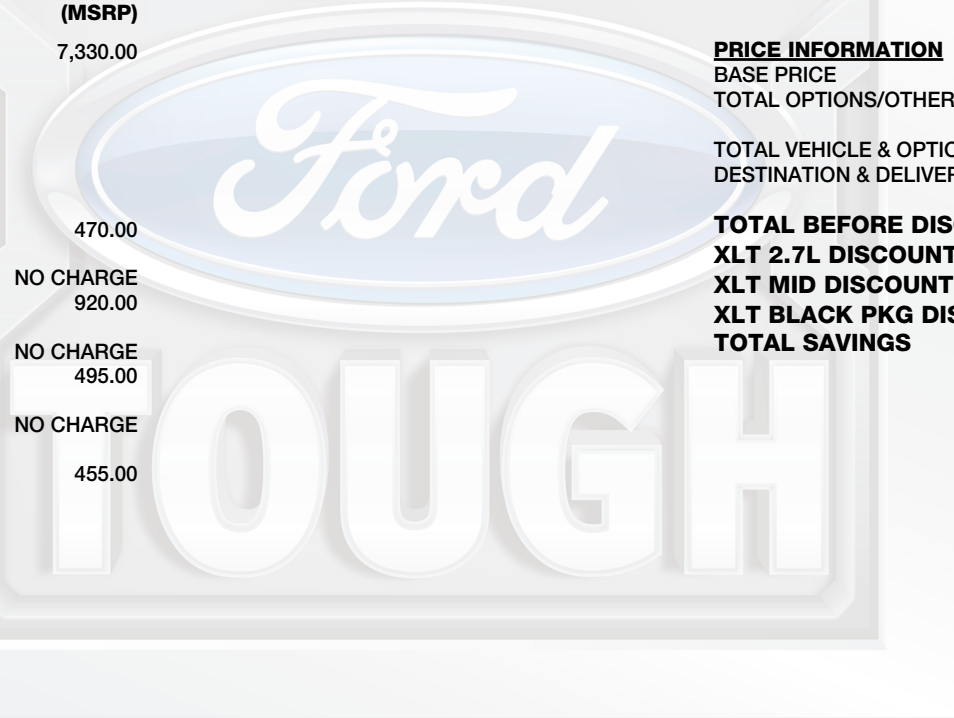 (MSRP)
7,330.00
470.00
NO CHARGE
920.00
NO CHARGE
495.00
NO CHARGE
455.00
PRICE INFORMATION
BASE PRICE
TOTAL OPTIONS/OTHER
TOTAL VEHICLE & OPTIO
DESTINATION & DELIVER
TOTAL BEFORE DISC
XLT 2.7L DISCOUNT
XLT MID DISCOUNT
XLT BLACK PKG DIS
TOTAL SAVINGS
Ford
TOUGH